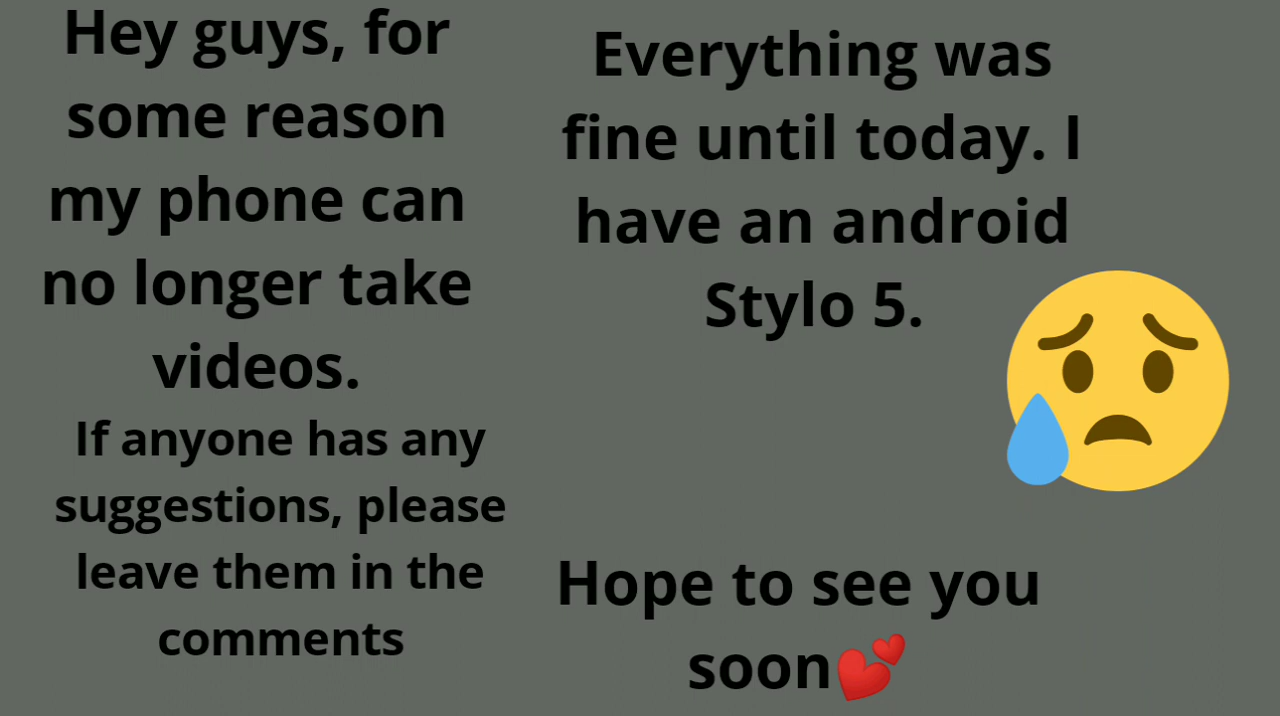 Hey guys, for
some reason
my phone can
no longer take
videos.
If anyone has any
suggestions, please
leave them in the
comments
Everything was
fine until today. I
have an android
Stylo 5.
Hope to see you
soon💕